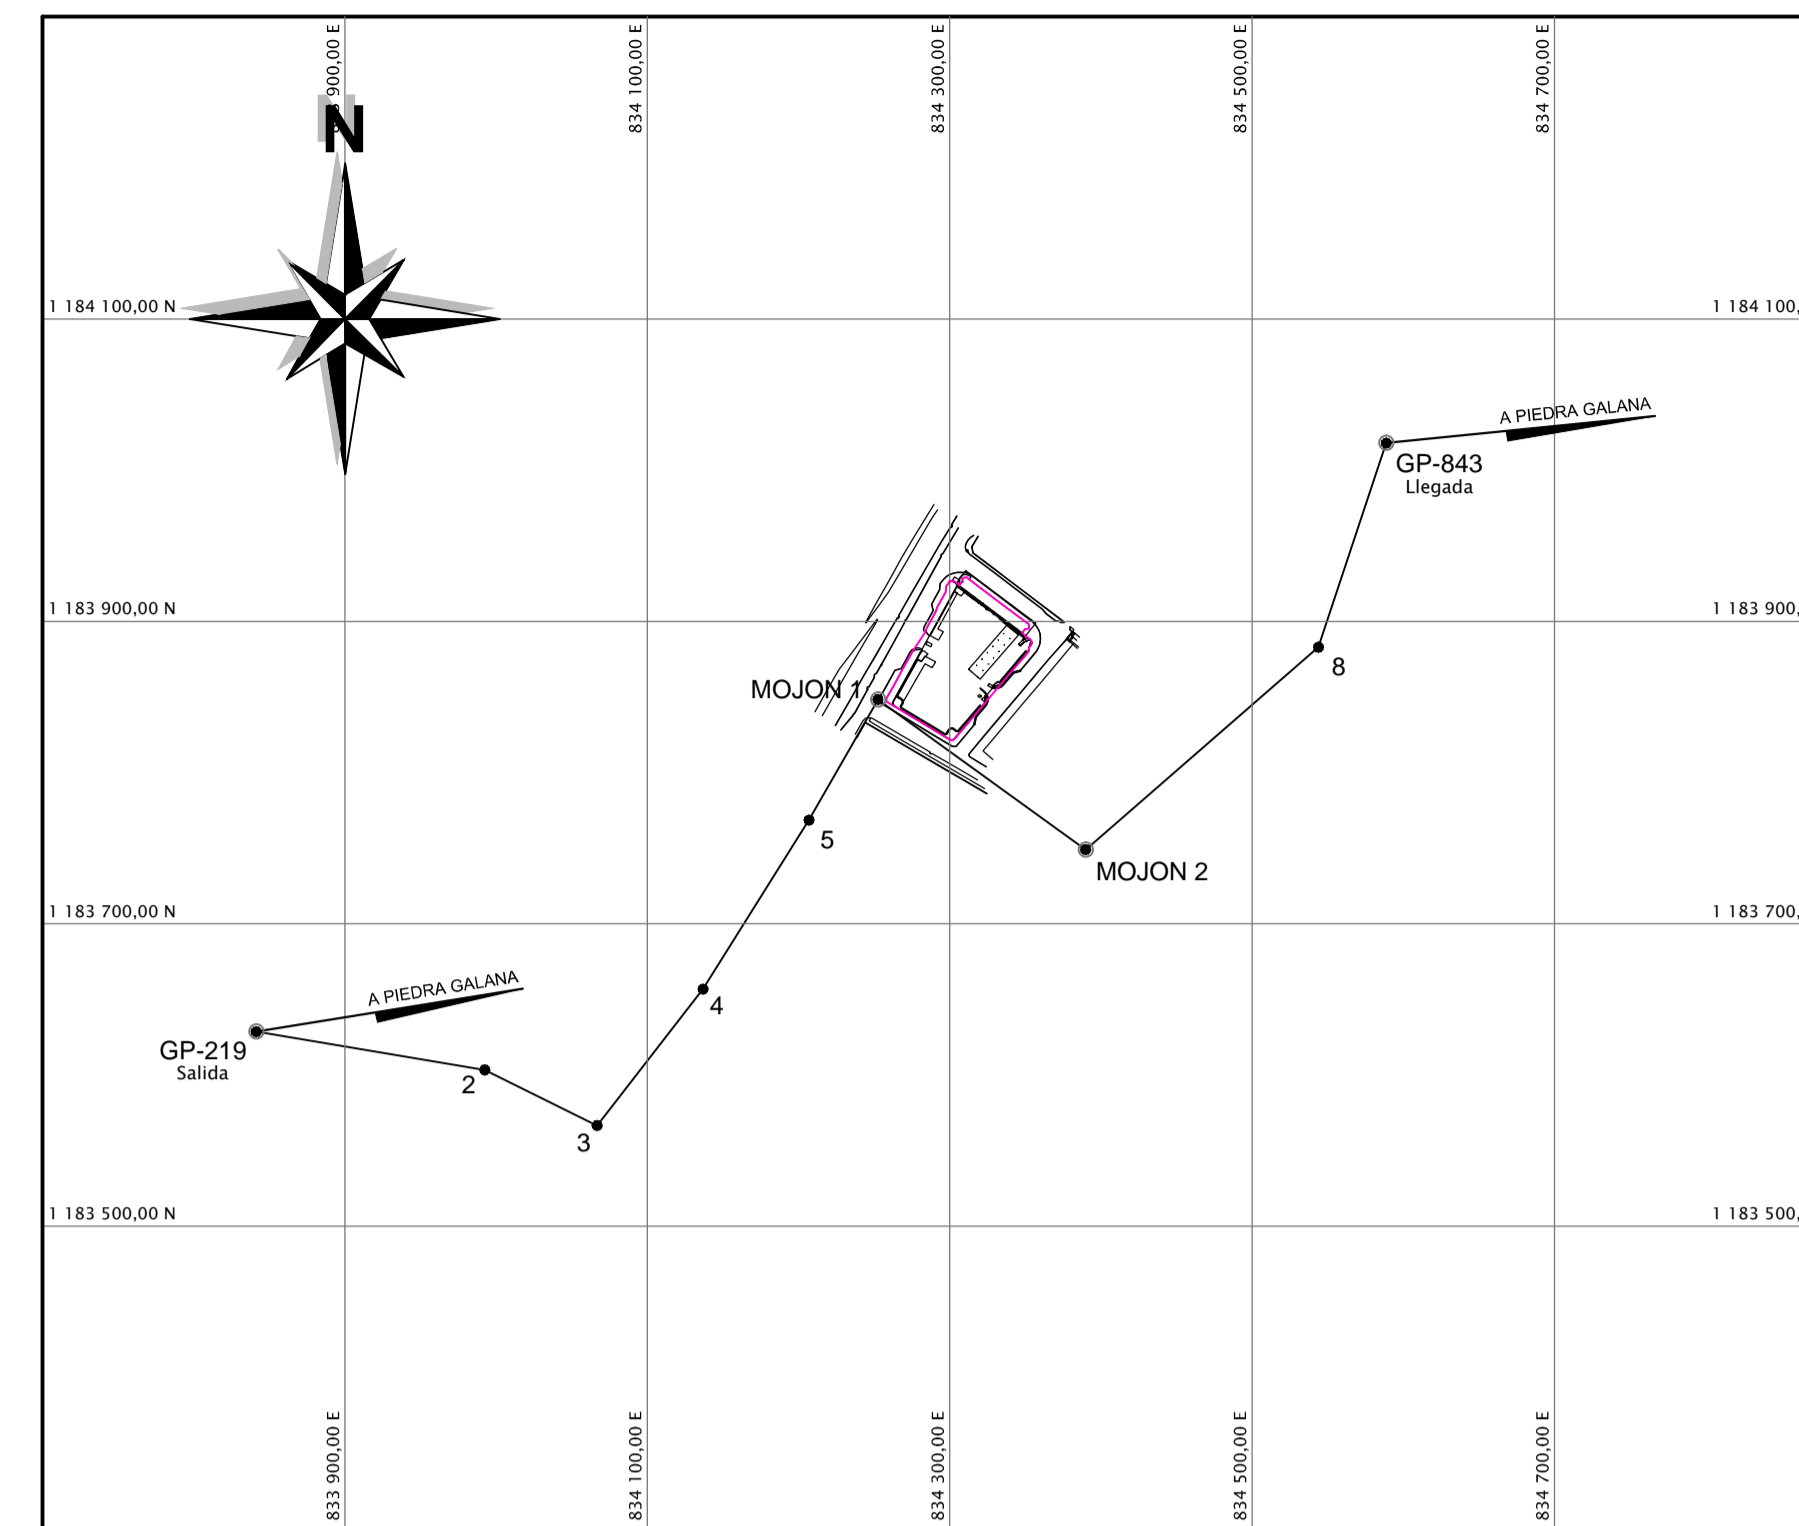 900,00 E
834 100,00 E
834 300,00 E
834 500,00 E
834 700,00 E
N
1 184 100,00 N
1 184 100,
A PIEDRA GALANA
GP-843
Llegada
1 183 900,00 N
1 183 900,
8
MOJON 1
5
MOJON 2
1 183 700,00 N
1 183 700,
A PIEDRA GALANA
4
GP-219
Salida
2
3
1 183 500,00 N
1 183 500,
833 900,00 E
834 100,00 E
834 300,00 E
834 500,00 E
834 700,00 E